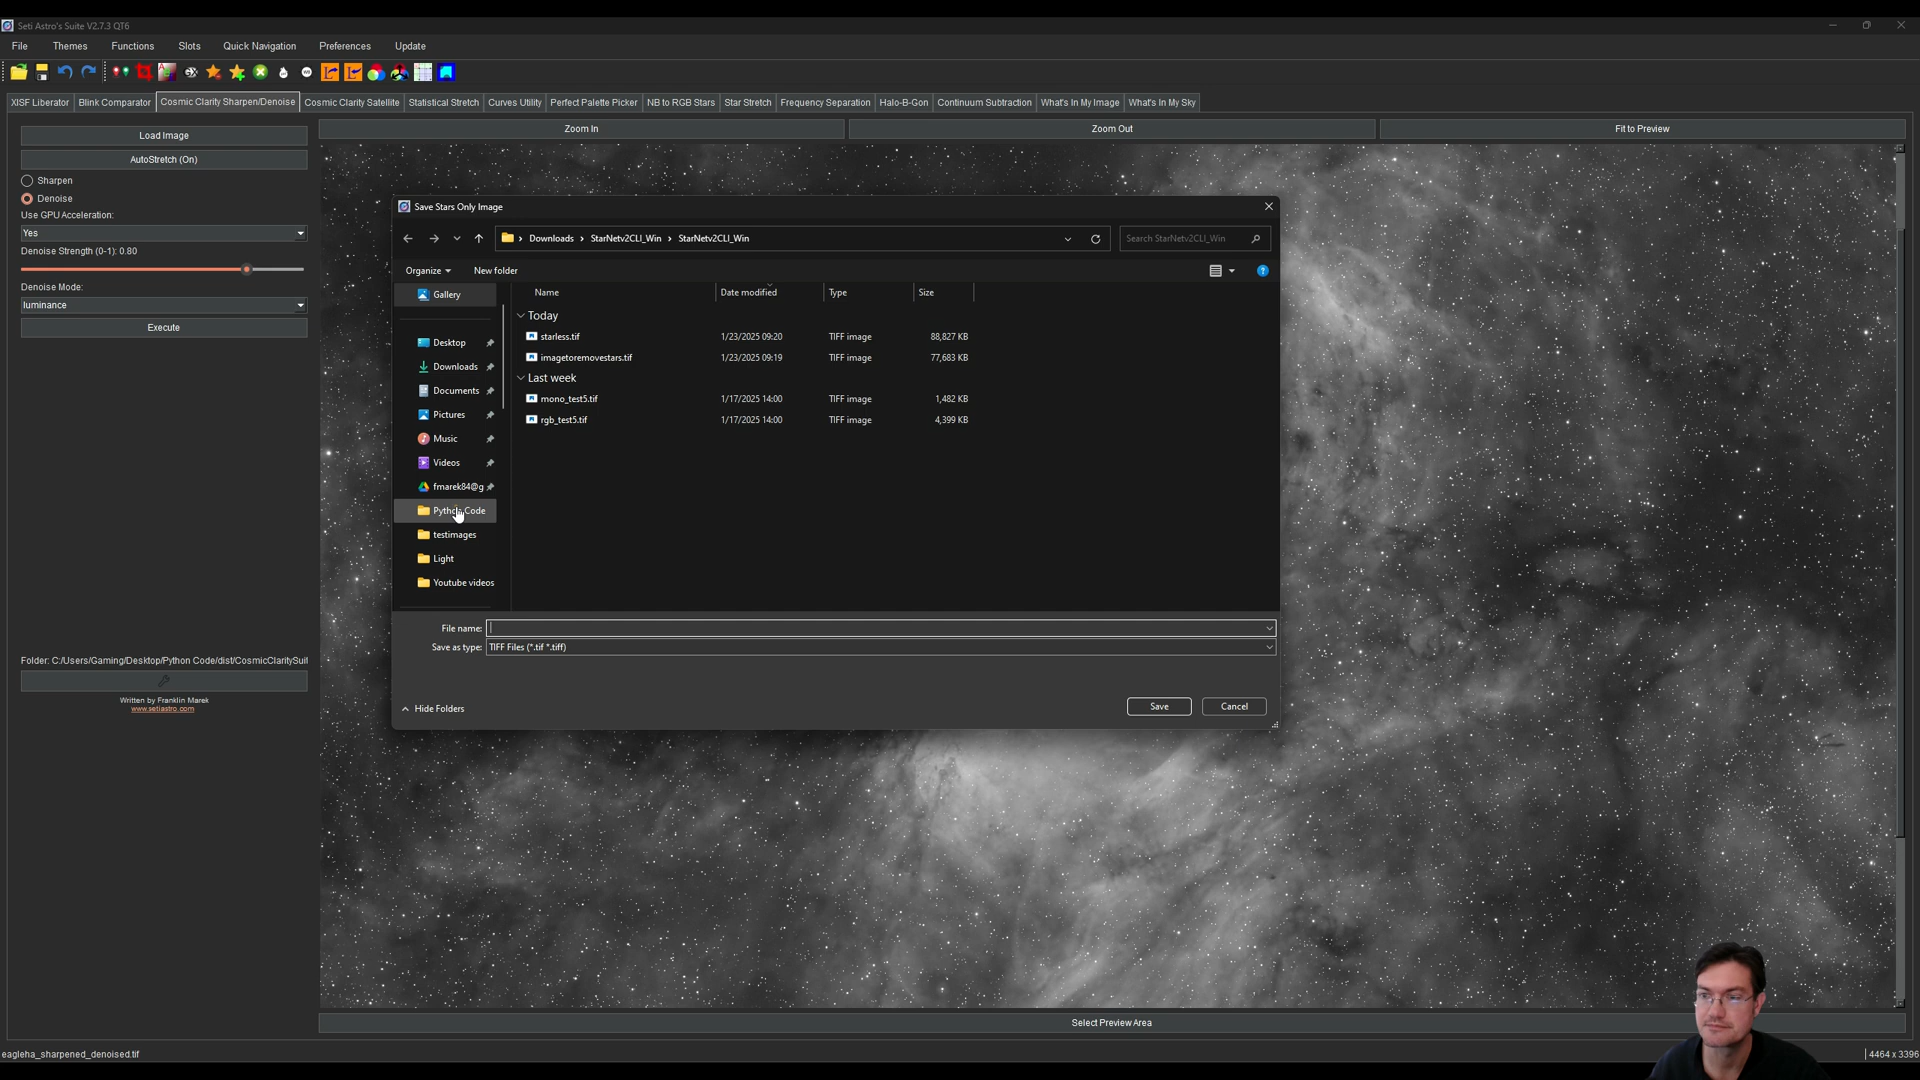 Seti Astro's Suite V2.7.3 QT6
File Themes Functions Slots Quick Navigation Preferences Update
XISF Liberator Blink Comparator Cosmic Clarity Sharpen/Denoise Cosmic Clarity Satellite Statistical Stretch Curves Utility Perfect Palette Picker NB to RGB Stars Star Stretch Frequency Separation Halo-B-Gon Continuum Subtraction What's In My Image What's In My Sky
Load Image
AutoStretch (On)
Sharpen
Denoise
Use GPU Acceleration:
Yes
Denoise Strength (0-1): 0.80
Denoise Mode:
luminance
Execute
Folder: C:/Users/Gaming/Desktop/Python Code/dist/CosmicClaritySuit
Written by Franklin Marek
www.setiastro.com
Zoom In Zoom Out Fit to Preview
Save Stars Only Image
Downloads StarNetv2CLI_Win StarNetv2CLI_Win
Search StarNetv2CLI_Win
Organize New folder
Gallery
Desktop
Downloads
Documents
Pictures
Music
Videos
fmarek84@g
Python Code
testimages
Light
Youtube videos
Name Date modified Type Size
Today
starless.tif 1/23/2025 09:20 TIFF image 88,827 KB
imagetoremovestars.tif 1/23/2025 09:19 TIFF image 77,683 KB
Last week
mono_test5.tif 1/17/2025 14:00 TIFF image 1,482 KB
rgb_test5.tif 1/17/2025 14:00 TIFF image 4,399 KB
File name:
Save as type: TIFF Files (*.tif *.tiff)
Hide Folders
Save Cancel
Select Preview Area
eagleha_sharpened_denoised.tif
4464 x 3396